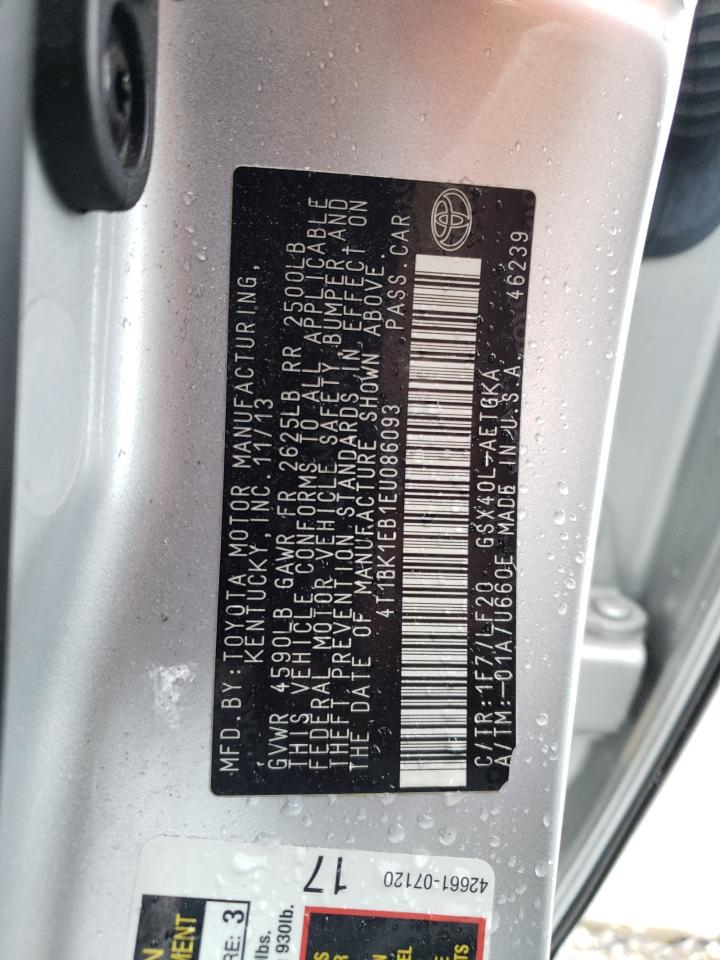 MFD.BY:TOYOTA MOTOR MANUFACTURING,
KENTUCKY,INC.11/13
GVWR 4590LB GAWR FR 2625LB RR 2500LB
THIS VEHICLE CONFORMS TO ALL APPLICABLE
FEDERAL MOTOR VEHICLE SAFETY,BUMPER AND
THEFT PREVENTION STANDARDS IN EFFECT ON
THE DATE OF MANUFACTURE SHOWN ABOVE.
4T1BK1EB1EU086093 PASS.CAR
C/TR:1F7/LF20 GSX40L-AETGKA
A/TM:-01A/U660E MADE IN U.S.A. 46239
17
42661-07120
3
lbs.
930lb.